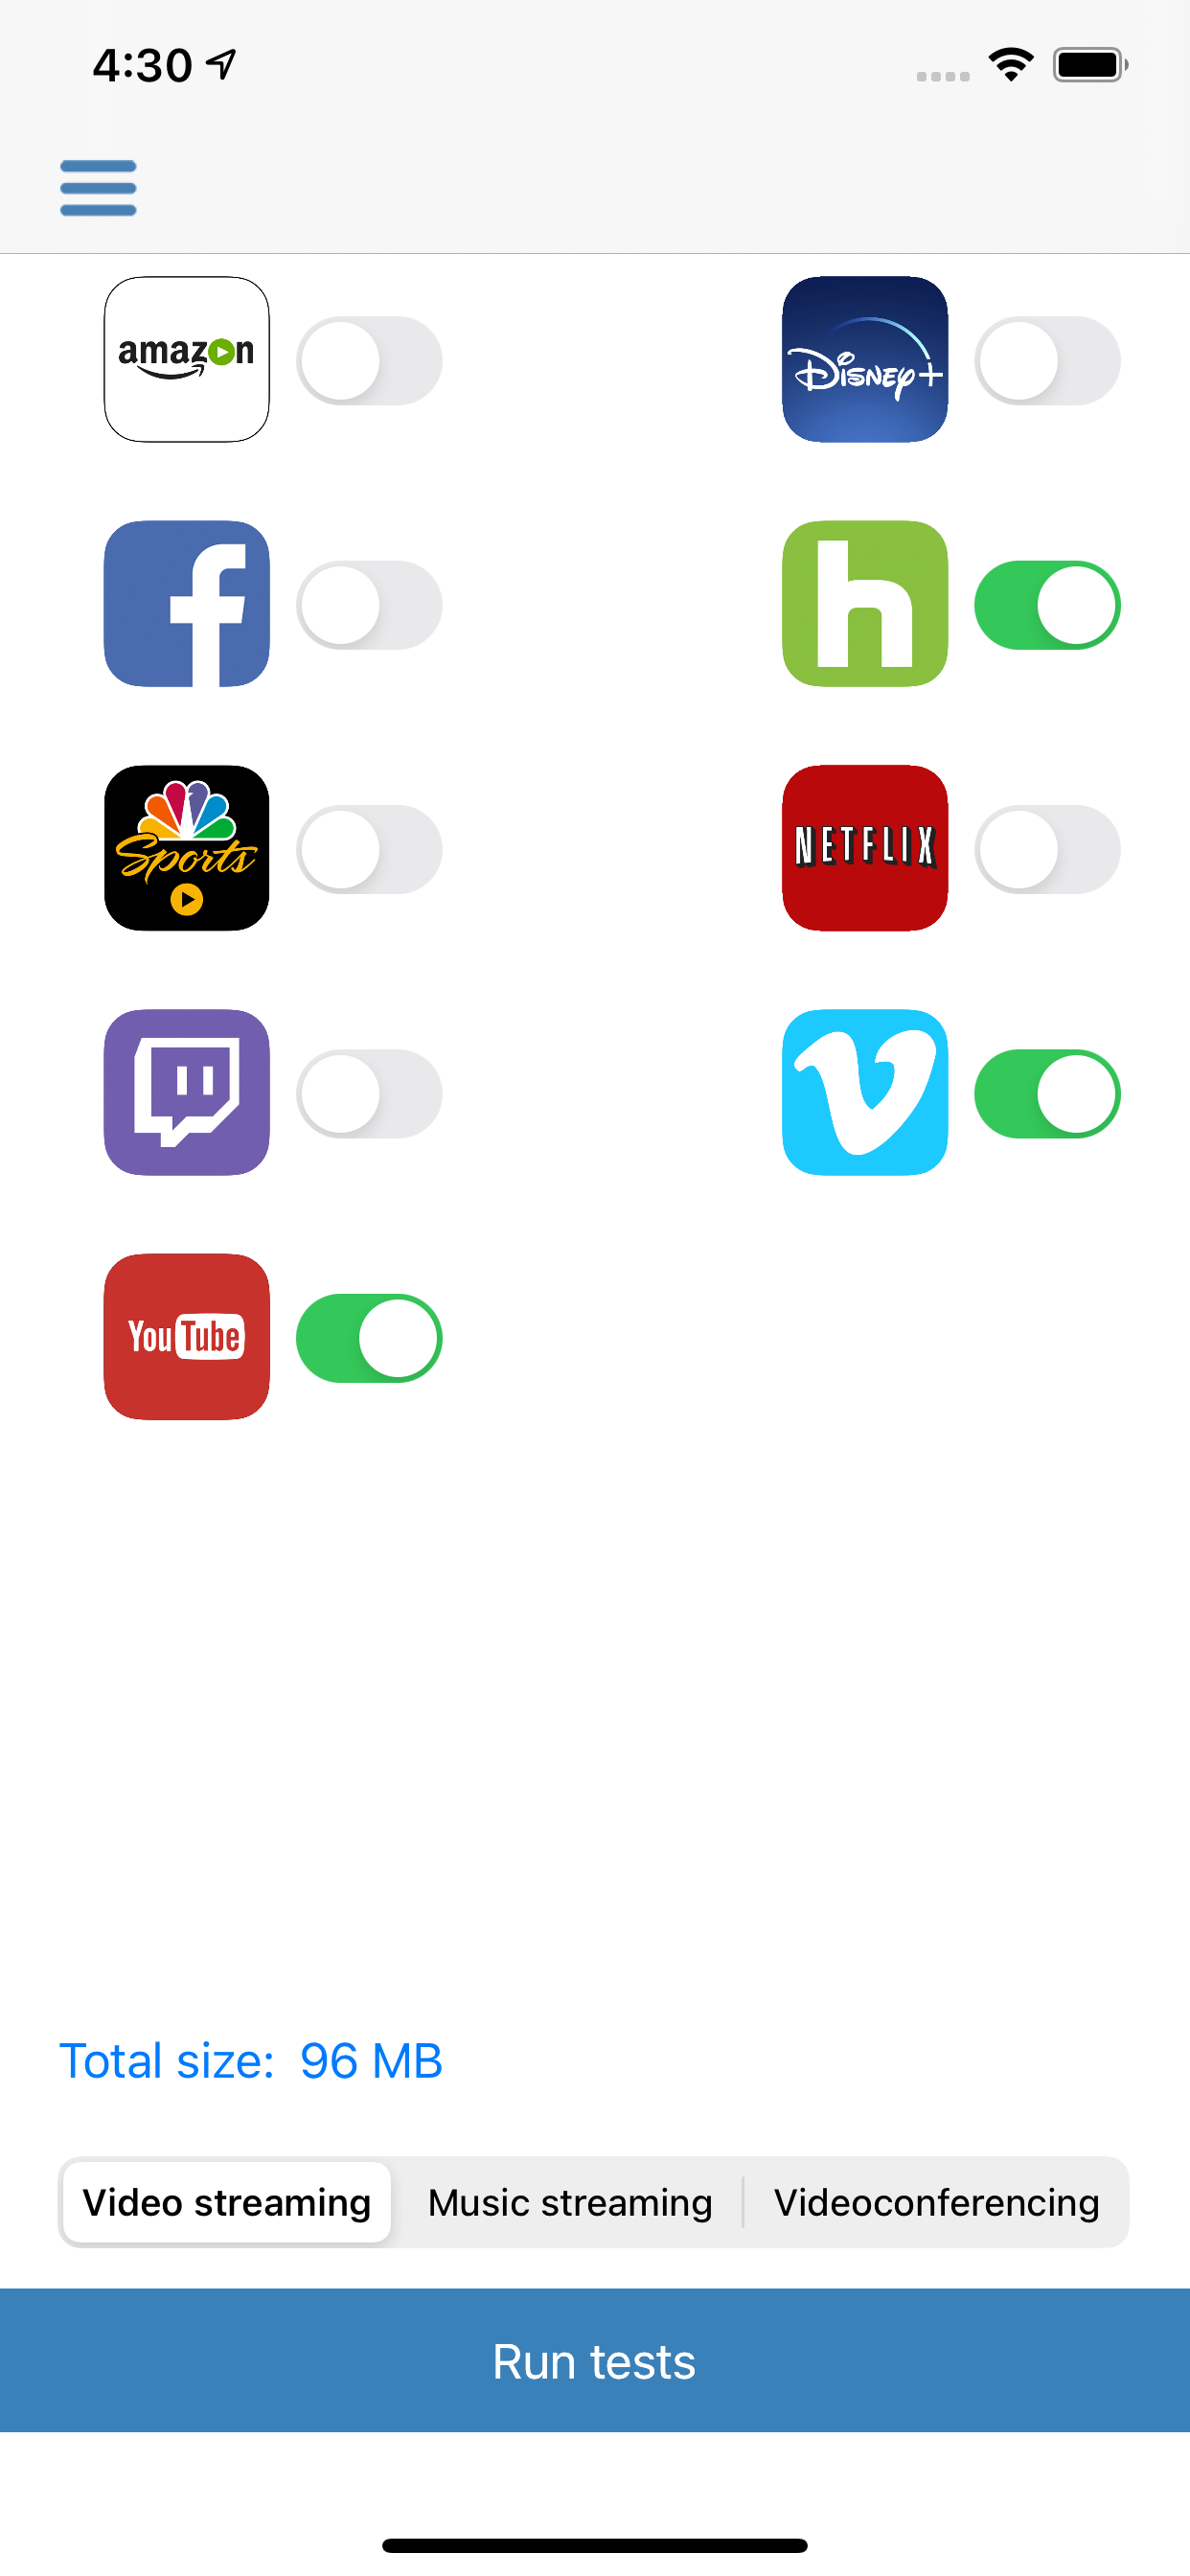 4:30
amazon
Disney+
f
h
Sports
NETFLIX
YouTube
Total size: 96 MB
Video streaming
Music streaming
Videoconferencing
Run tests